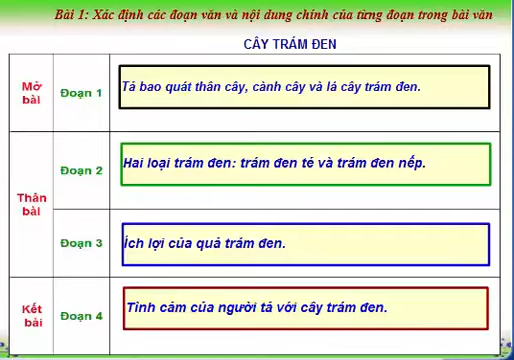 Bài 1: Xác định các đoạn văn và nội dung chính của từng đoạn trong bài văn
CÂY TRÁM ĐEN
Mở bài
Đoạn 1
Tả bao quát thân cây, cành cây và lá cây trám đen.
Thân bài
Đoạn 2
Hai loại trám đen: trám đen tẻ và trám đen nếp.
Đoạn 3
Ích lợi của quả trám đen.
Kết bài
Đoạn 4
Tình cảm của người tả với cây trám đen.